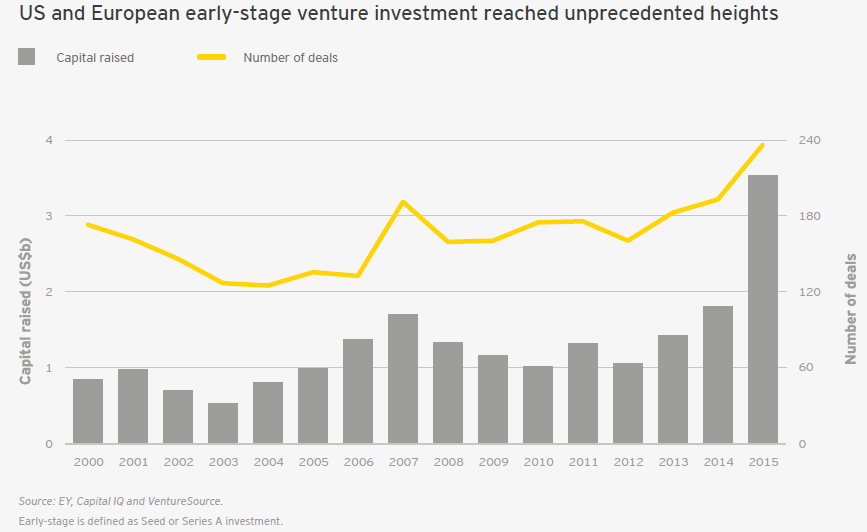 US and European early-stage venture investment reached unprecedented heights
Capital raised
Number of deals
Capital raised (US$b)
4
3
2
1
0
240
180
120
60
0
Number of deals
2000 2001 2002 2003 2004 2005 2006 2007 2008 2009 2010 2011 2012 2013 2014 2015
Source: EY, Capital IQ and VentureSource.
Early-stage is defined as Seed or Series A investment.